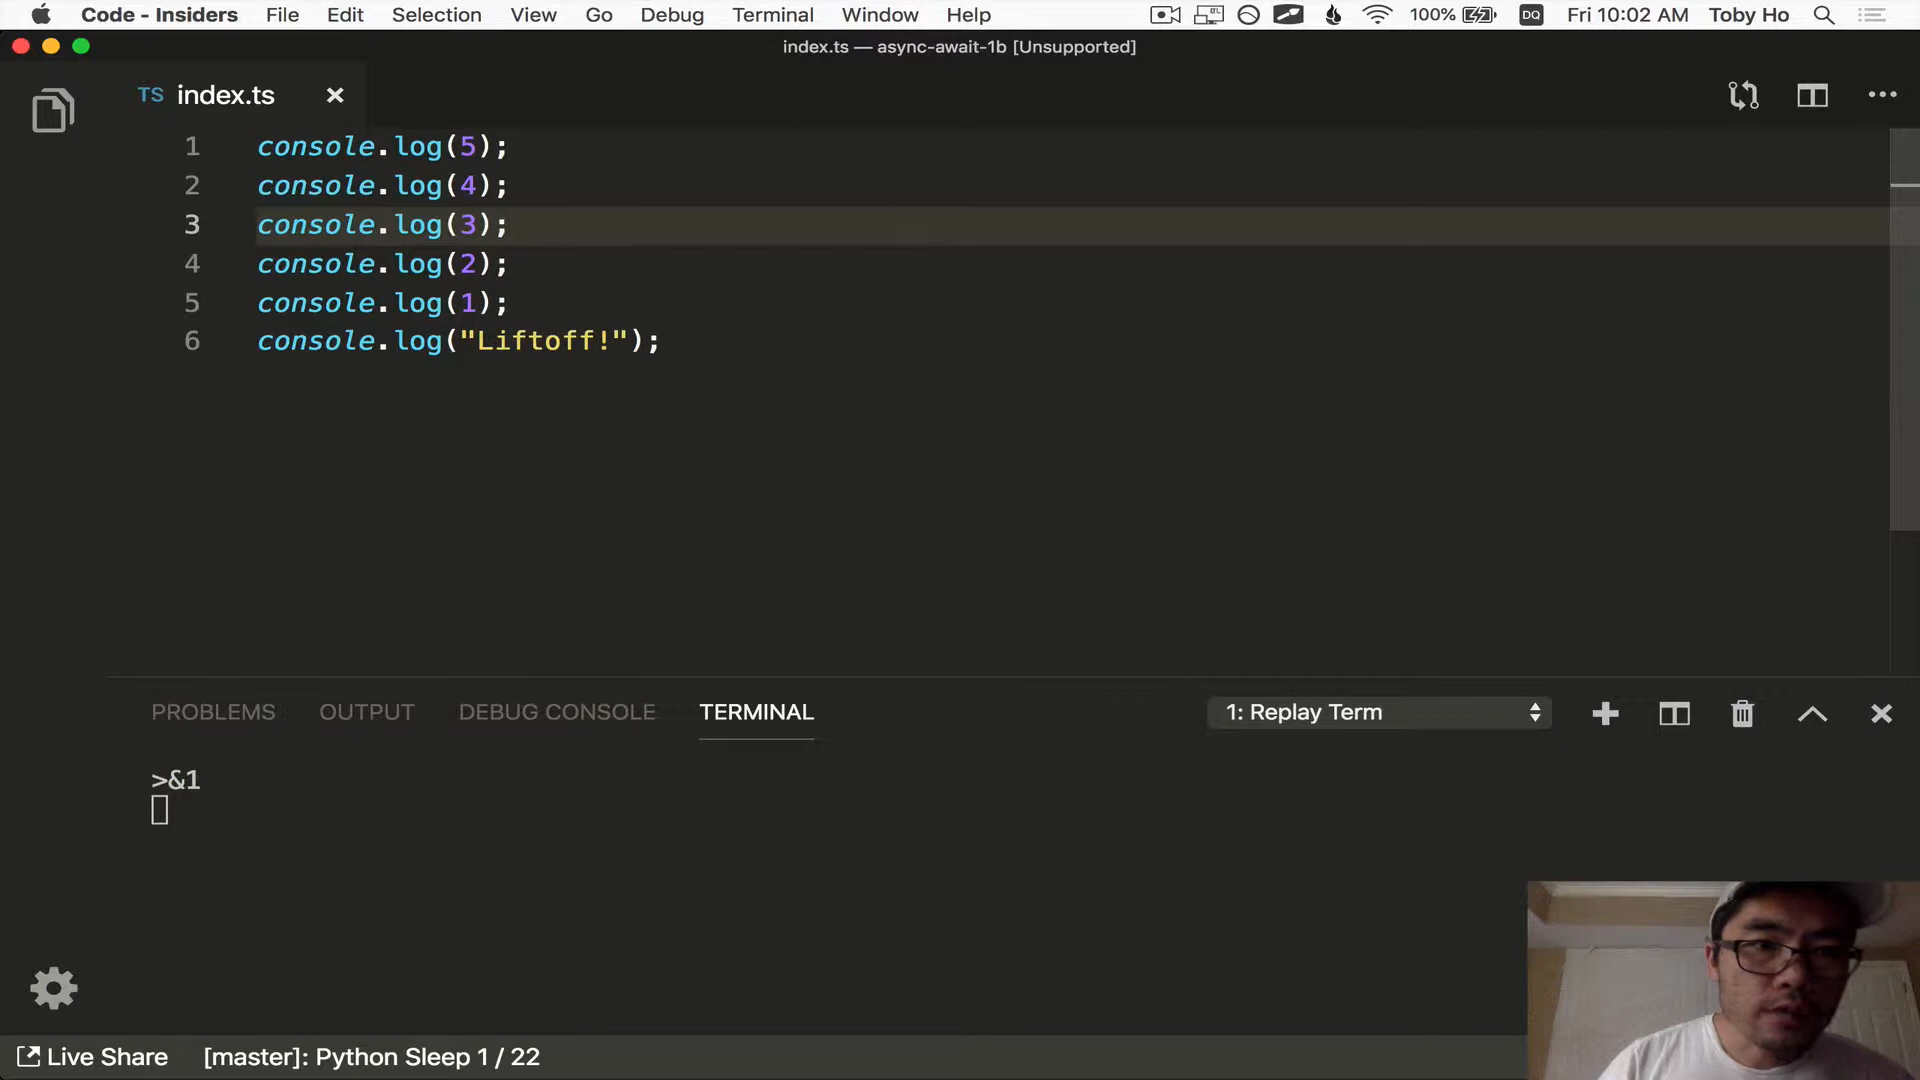 Code - Insiders File Edit Selection View Go Debug Terminal Window Help 100% DQ Fri 10:02 AM Toby Ho
index.ts — async-await-1b [Unsupported]
TS index.ts
1 console.log(5);
2 console.log(4);
3 console.log(3);
4 console.log(2);
5 console.log(1);
6 console.log("Liftoff!");
PROBLEMS OUTPUT DEBUG CONSOLE TERMINAL 1: Replay Term
>&1
Live Share [master]: Python Sleep 1 / 22